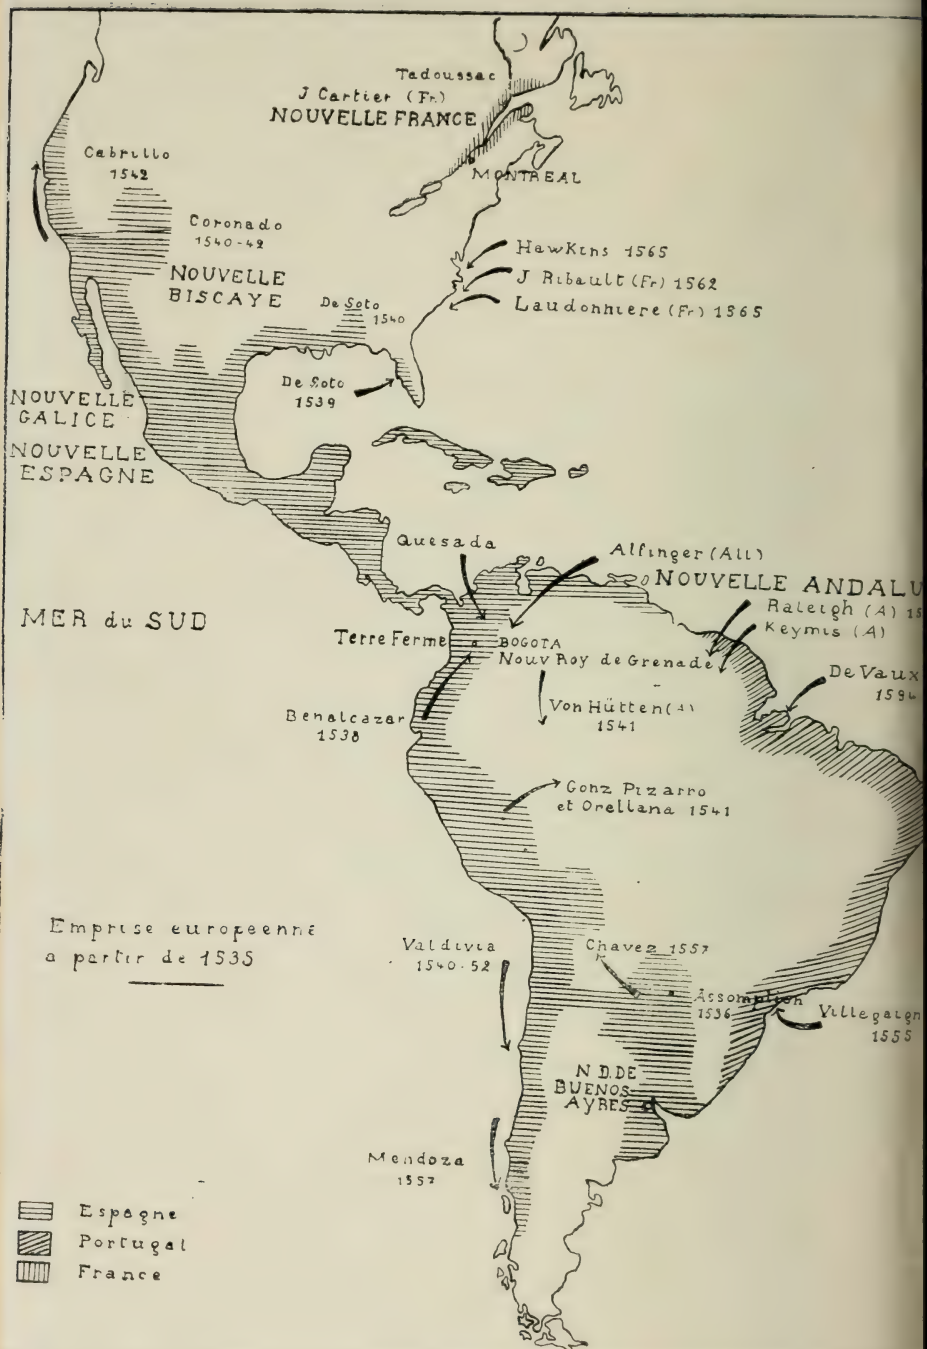 Tadoussac
J Cartier (Fr.)
NOUVELLE FRANCE
MONTREAL
Cabrillo
1542
Coronado
1540-42
NOUVELLE
BISCAYE
De Soto
1540
Hawkins 1565
J Ribault (Fr) 1562
Laudonniere (Fr) 1565
De Soto
1539
NOUVELLE
GALICE
NOUVELLE
ESPAGNE
Quesada
Alfinger (All)
NOUVELLE ANDALU
Raleigh (A) 15
Keymis (A)
MER du SUD
Terre Ferme
BOGOTA
Nouv Roy de Grenade
De Vaux
1594
Von Hütten
1541
Benalcazar
1538
Gonz Pizarro
et Orellana 1541
Emprise européenne
a partir de 1535
Valdivia
1540-52
Chavez 1557
Assomption
1536
Villegaign
1555
N D. DE
BUENOS
AYRES
Mendoza
1557
Espagne
Portugal
France